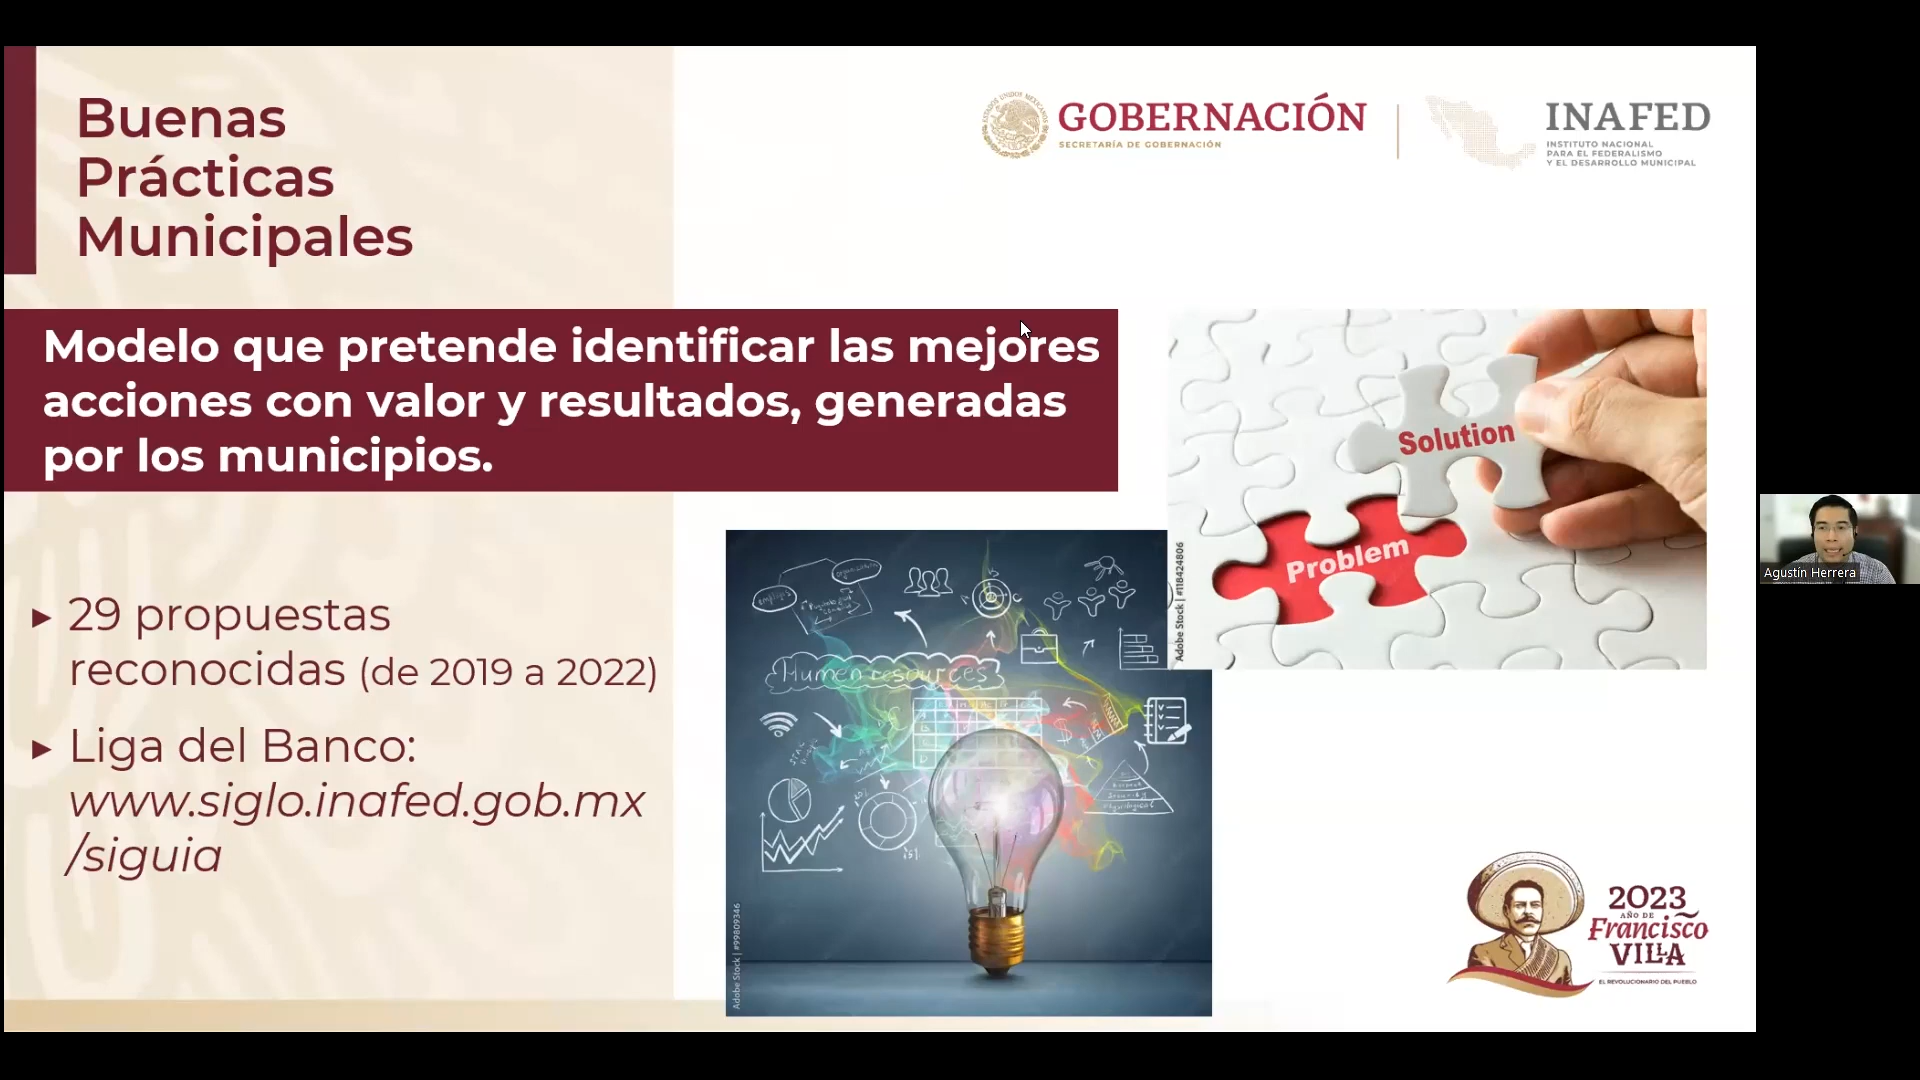 Buenas
Prácticas
Municipales
GOBERNACIÓN
SECRETARÍA DE GOBERNACIÓN
INAFED
INSTITUTO NACIONAL
PARA EL FEDERALISMO
Y EL DESARROLLO MUNICIPAL
Modelo que pretende identificar las mejores
acciones con valor y resultados, generadas
por los municipios.
Solution
Problem
Adobe Stock | #118424806
▸ 29 propuestas
reconocidas (de 2019 a 2022)
▸ Liga del Banco:
www.siglo.inafed.gob.mx
/siguia
Human resources
Adobe Stock | #99809346
2023
AÑO DE
Francisco
VILLA
EL REVOLUCIONARIO DEL PUEBLO
Agustín Herrera